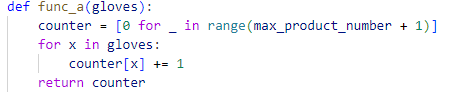 def func_a(gloves):
    counter = [0 for _ in range(max_product_number + 1)]
    for x in gloves:
        counter[x] += 1
    return counter